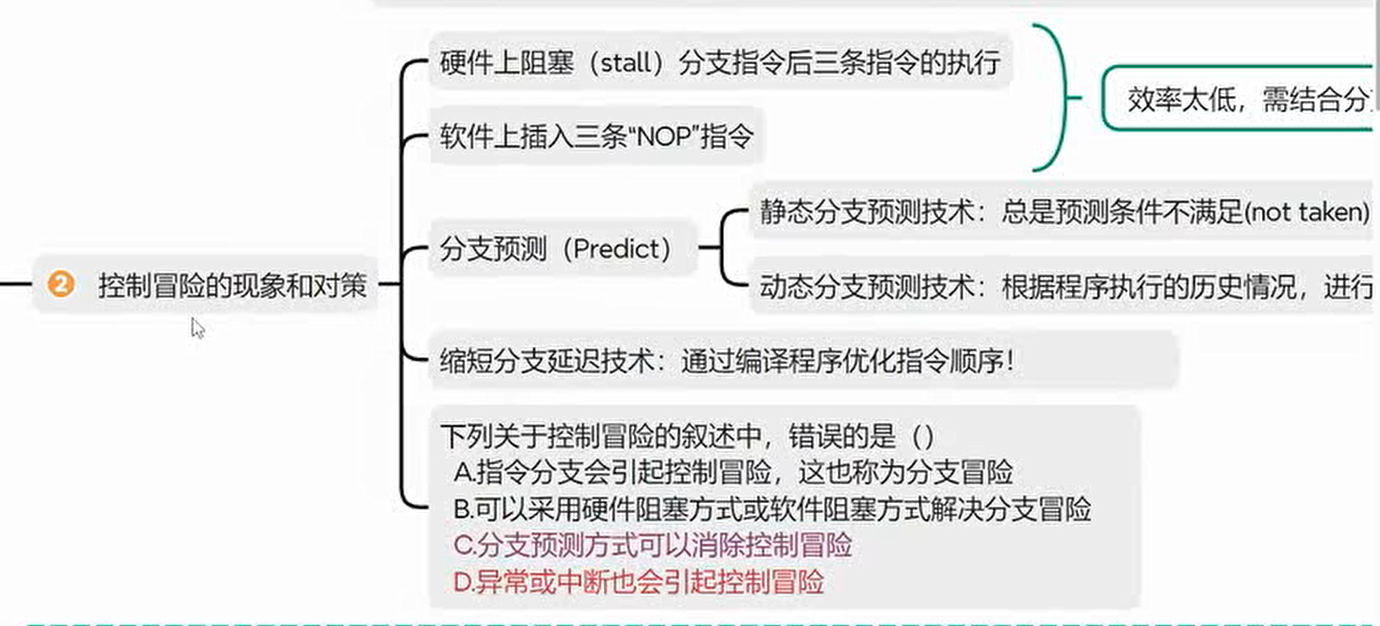 硬件上阻塞（stall）分支指令后三条指令的执行
效率太低，需结合分
软件上插入三条“NOP”指令
静态分支预测技术：总是预测条件不满足(not taken)
分支预测（Predict）
2 控制冒险的现象和对策
动态分支预测技术：根据程序执行的历史情况，进行
缩短分支延迟技术：通过编译程序优化指令顺序！
下列关于控制冒险的叙述中，错误的是（）
A.指令分支会引起控制冒险，这也称为分支冒险
B.可以采用硬件阻塞方式或软件阻塞方式解决分支冒险
C.分支预测方式可以消除控制冒险
D.异常或中断也会引起控制冒险